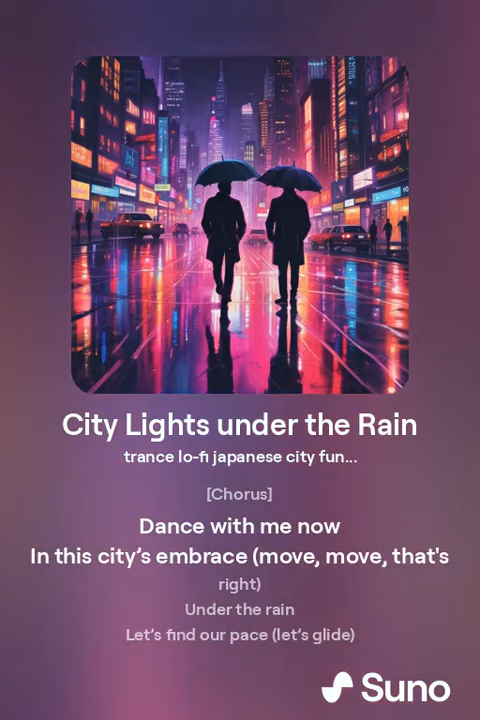 City Lights under the Rain
trance lo-fi japanese city fun...
[Chorus]
Dance with me now
In this city’s embrace (move, move, that's
right)
Under the rain
Let’s find our pace (let’s glide)
Suno